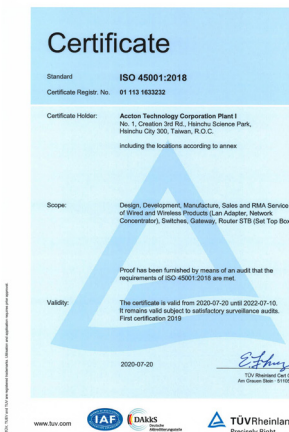 Certificate
Standard ISO 45001:2018
Certificate Registr. No. 01 113 1633232
Certificate Holder: Accton Technology Corporation Plant I
No. 1, Creation 3rd Rd., Hsinchu Science Park,
Hsinchu City 300, Taiwan, R.O.C.
including the locations according to annex
Scope: Design, Development, Manufacture, Sales and RMA Service
of Wired and Wireless Products (Lan Adapter, Network
Concentrator), Switches, Gateway, Router STB (Set Top Box
Proof has been furnished by means of an audit that the
requirements of ISO 45001:2018 are met.
Validity: The certificate is valid from 2020-07-20 until 2022-07-10.
It remains valid subject to satisfactory surveillance audits.
First certification 2019
2020-07-20
TÜV Rheinland Cert
Am Grauen Stein · 5110
www.tuv.com
IAF
DAkkS
Deutsche
Akkreditierungsstelle
TÜVRheinlan
Precisely Right